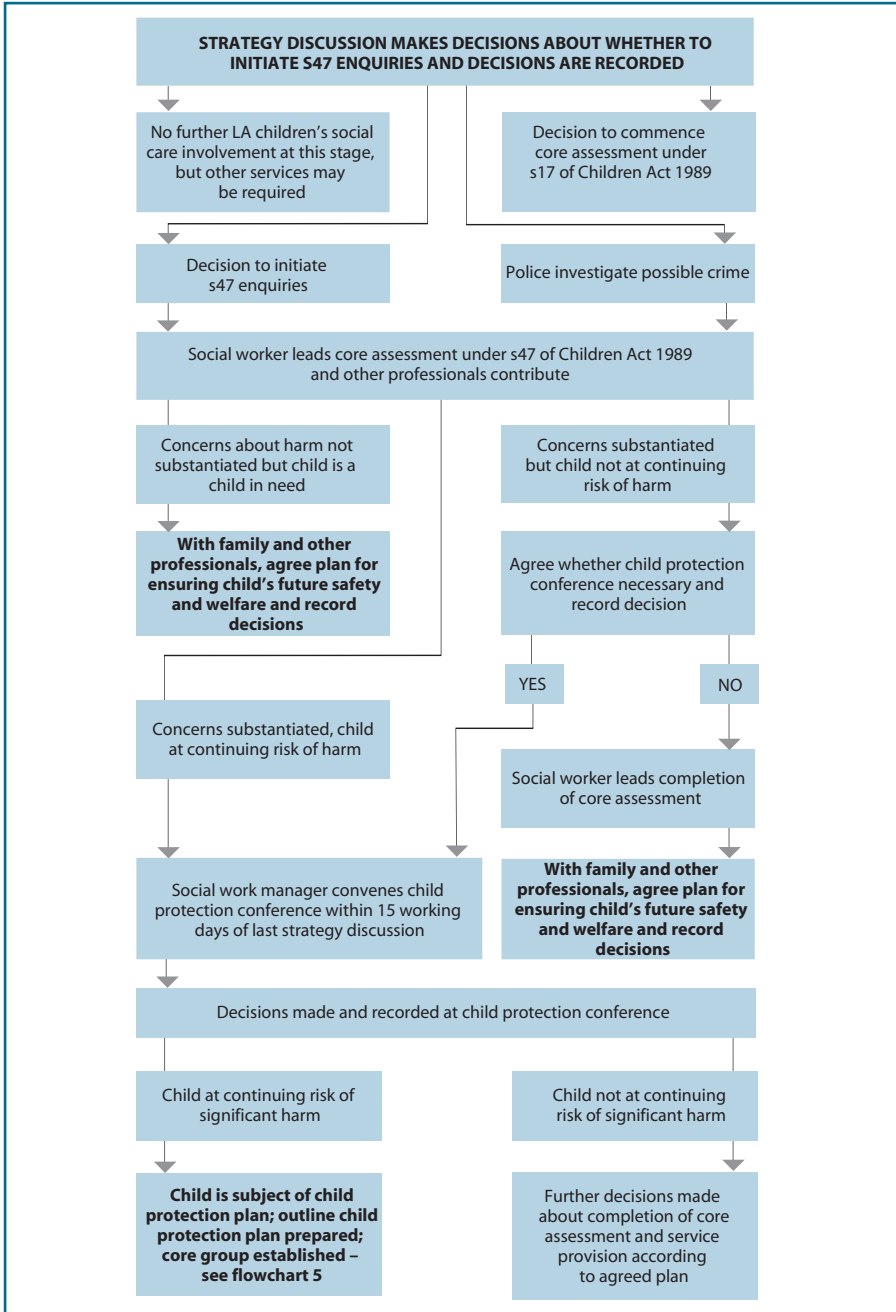 STRATEGY DISCUSSION MAKES DECISIONS ABOUT WHETHER TO
INITIATE S47 ENQUIRIES AND DECISIONS ARE RECORDED
No further LA children's social
care involvement at this stage,
but other services may
be required
Decision to commence
core assessment under
s17 of Children Act 1989
Decision to initiate
s47 enquiries
Police investigate possible crime
Social worker leads core assessment under s47 of Children Act 1989
and other professionals contribute
Concerns about harm not
substantiated but child is a
child in need
Concerns substantiated
but child not at continuing
risk of harm
With family and other
professionals, agree plan for
ensuring child's future safety
and welfare and record
decisions
Agree whether child protection
conference necessary and
record decision
YES
NO
Concerns substantiated, child
at continuing risk of harm
Social worker leads completion
of core assessment
Social work manager convenes child
protection conference within 15 working
days of last strategy discussion
With family and other
professionals, agree plan for
ensuring child's future safety
and welfare and record
decisions
Decisions made and recorded at child protection conference
Child at continuing risk of
significant harm
Child not at continuing
risk of significant harm
Child is subject of child
protection plan; outline child
protection plan prepared;
core group established –
see flowchart 5
Further decisions made
about completion of core
assessment and service
provision according
to agreed plan